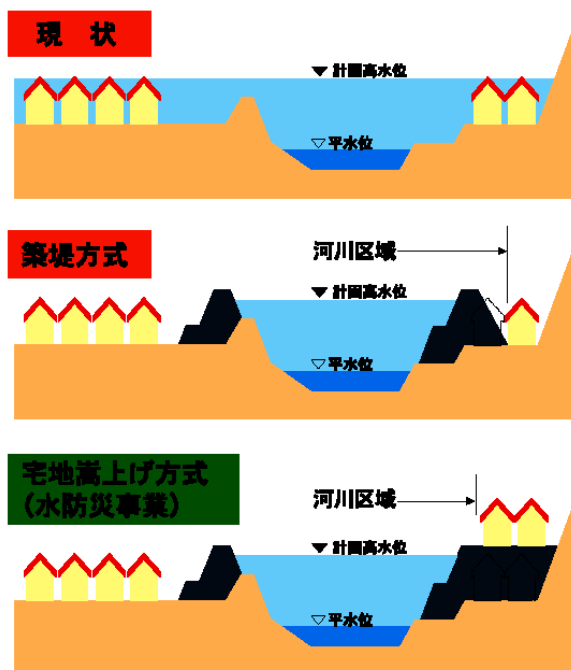 現 状
▼ 計画高水位
▽ 平水位
築堤方式
河川区域
▼ 計画高水位
▽ 平水位
宅地嵩上げ方式
(水防災事業)
河川区域
▼ 計画高水位
▽ 平水位